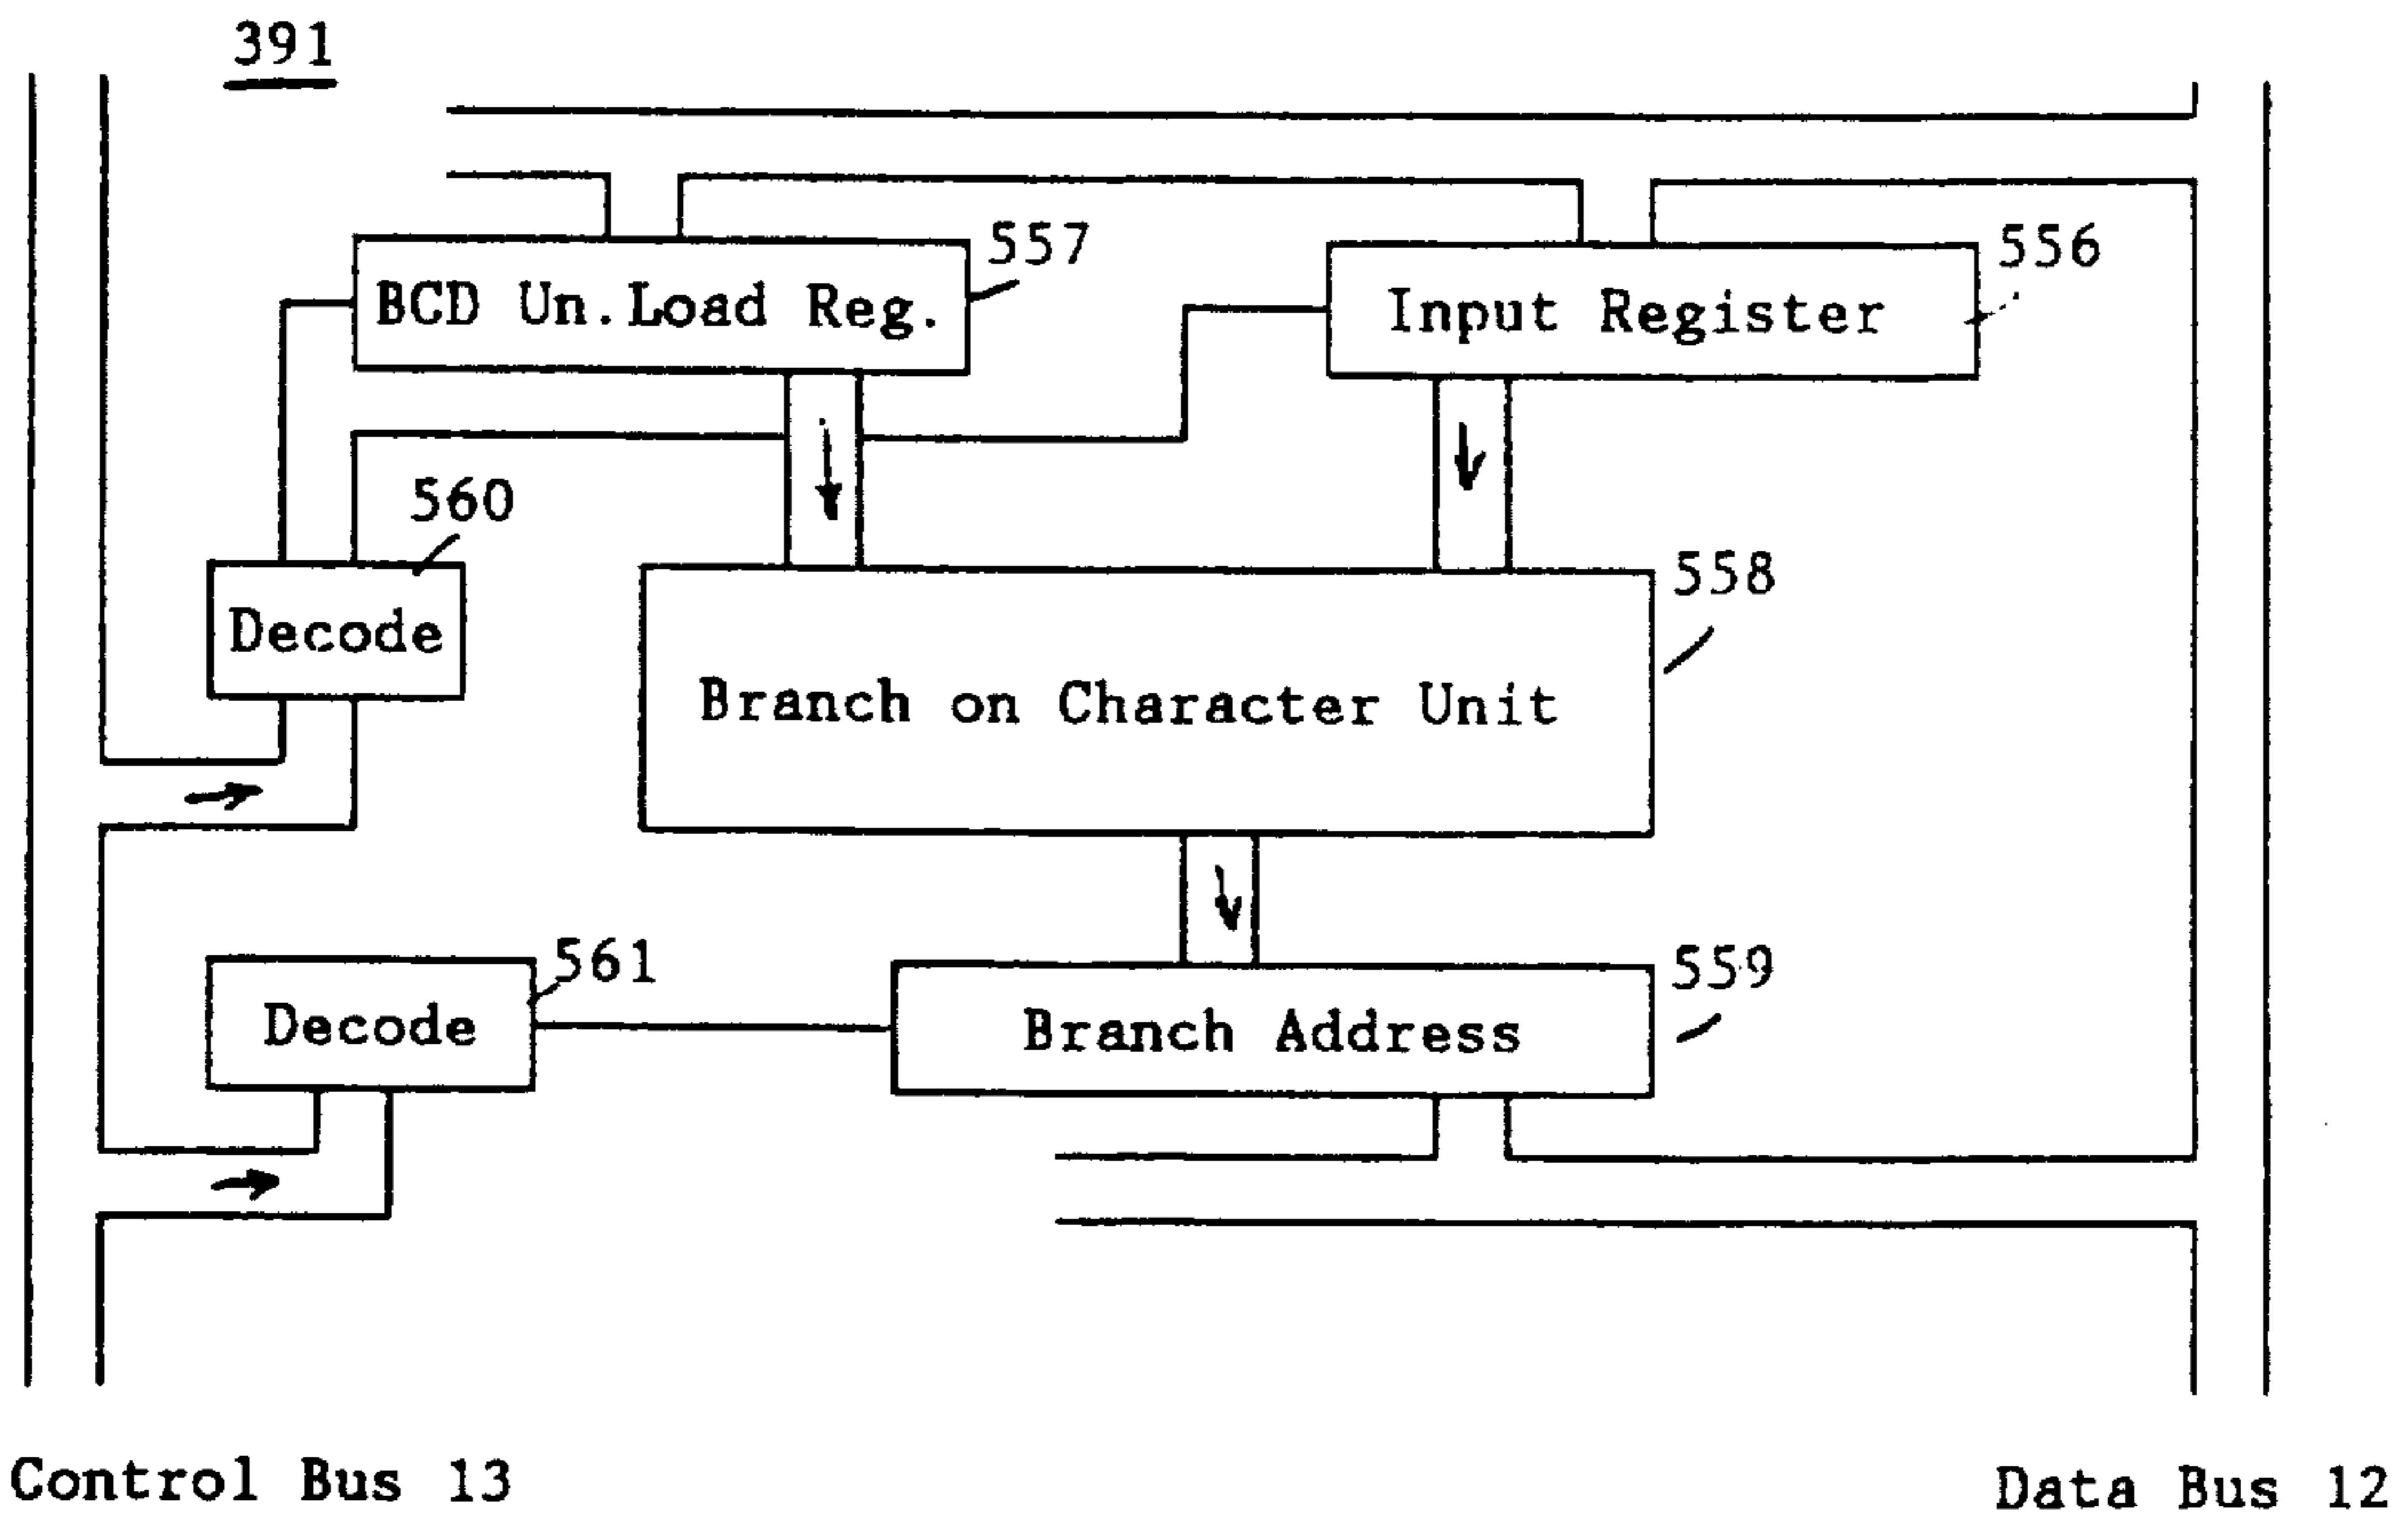 391
557
556
BCD Un.Load Reg.
Input Register
560
558
Decode
Branch on Character Unit
561
559
Decode
Branch Address
Control Bus 13
Data Bus 12